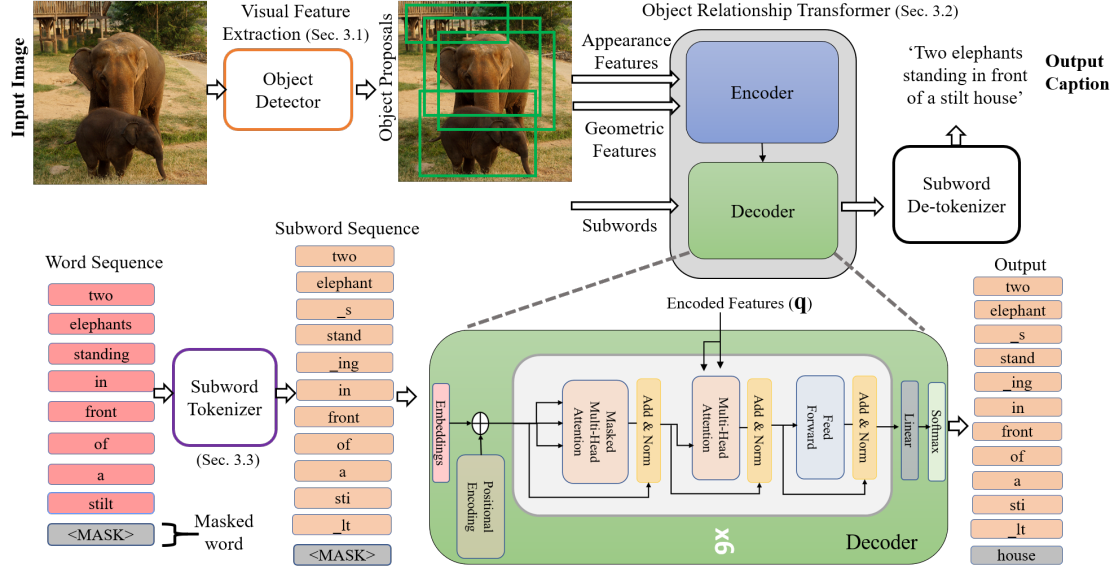 Input Image
Visual Feature
Extraction (Sec. 3.1)
Object
Detector
Object Proposals
Object Relationship Transformer (Sec. 3.2)
Appearance
Features
Geometric
Features
Subwords
Encoder
Decoder
‘Two elephants
standing in front
of a stilt house’
Output
Caption
Subword
De-tokenizer
Word Sequence
two
elephants
standing
in
front
of
a
stilt
<MASK>
Masked
word
Subword
Tokenizer
(Sec. 3.3)
Subword Sequence
two
elephant
_s
stand
_ing
in
front
of
a
sti
_lt
<MASK>
Encoded Features (q)
Embeddings
Positional
Encoding
Masked
Multi-Head
Attention
Add & Norm
Multi-Head
Attention
Add & Norm
Feed
Forward
Add & Norm
Linear
Softmax
x6
Decoder
Output
two
elephant
_s
stand
_ing
in
front
of
a
sti
_lt
house